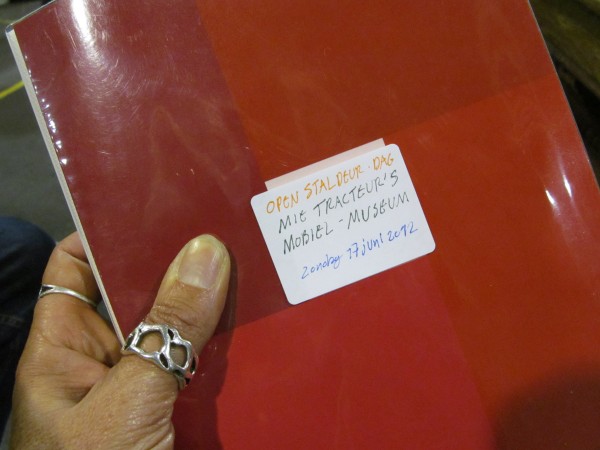 OPEN STALDEUR-DAG
MIE TRACTEUR'S
MOBIEL-MUSEUM
zondag 17 juni 2012